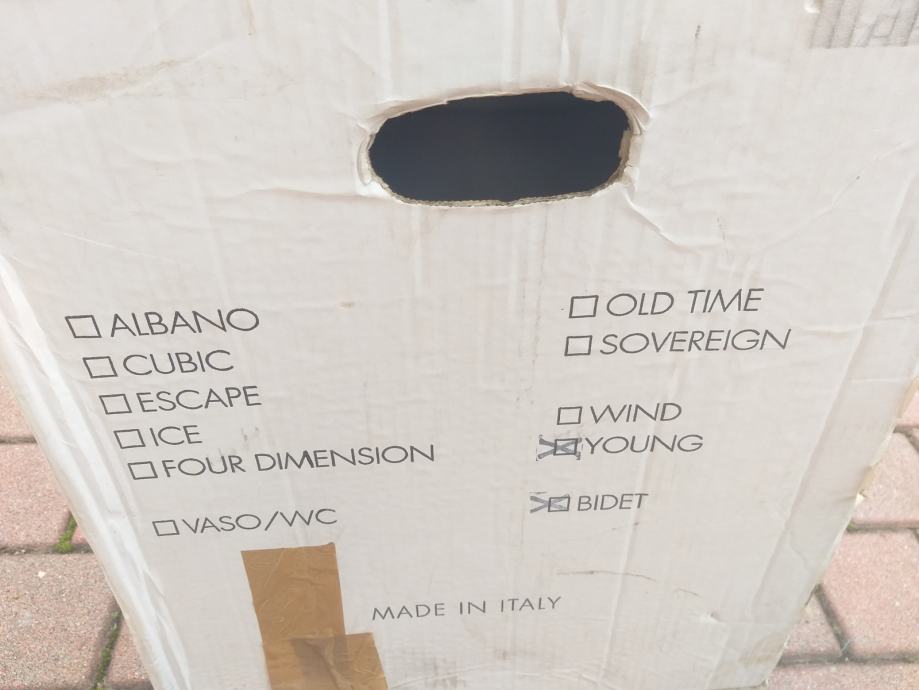 ALBANO
CUBIC
ESCAPE
ICE
FOUR DIMENSION
VASO/WC
OLD TIME
SOVEREIGN
WIND
YOUNG
BIDET
MADE IN ITALY